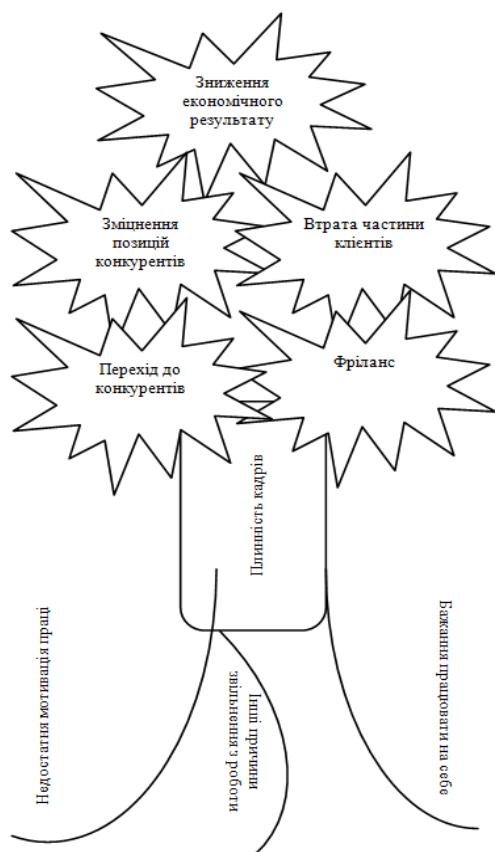 Зниження
економічного
результату
Зміцнення
позицій
конкурентів
Втрата частини
клієнтів
Перехід до
конкурентів
Фріланс
Плинність кадрів
Недостатня мотивація праці
Інші причини
звільнення з роботи
Бажання працювати на себе